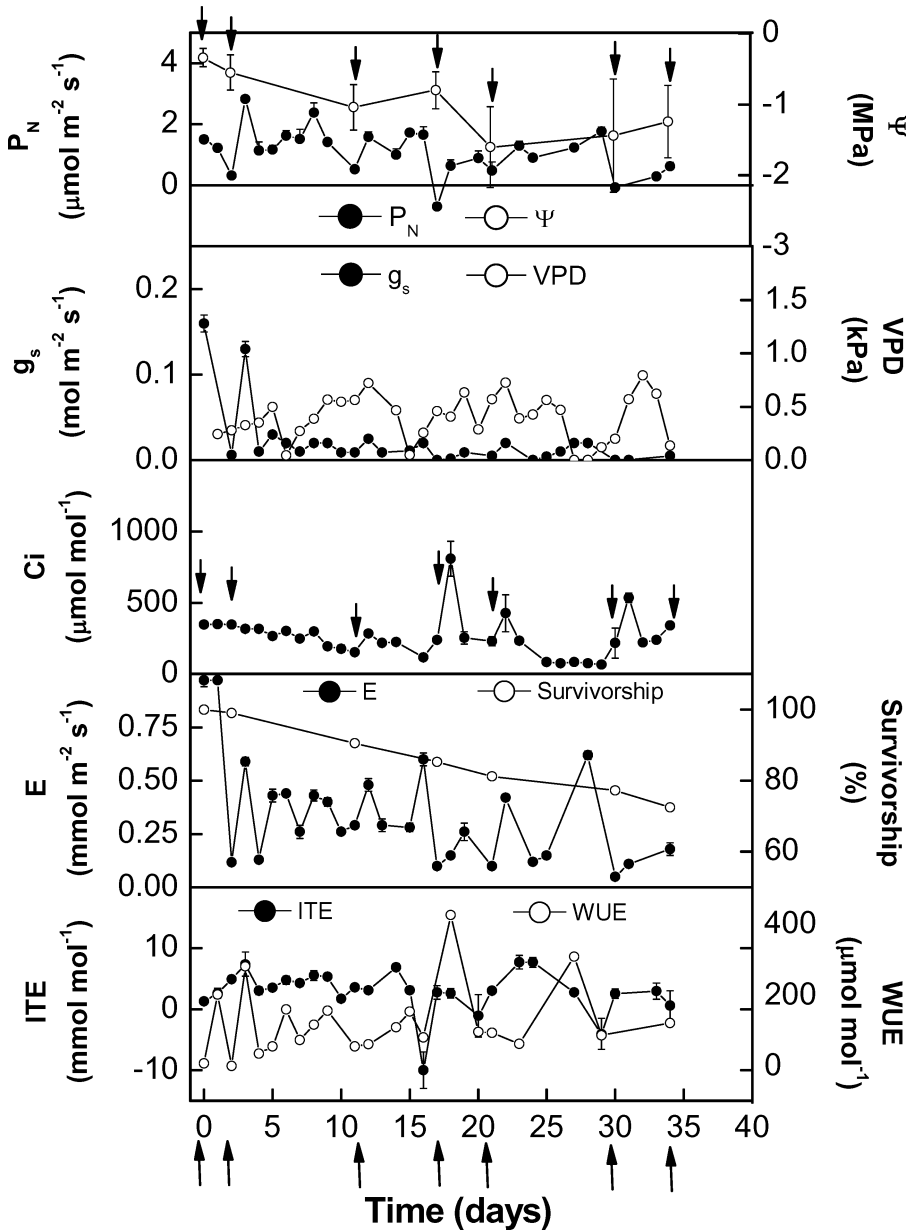 4
2
0
P_N
(μmol m⁻² s⁻¹)
0
-1
-2
-3
Ψ
(MPa)
P_N
Ψ
g_s
VPD
0.2
0.1
0.0
g_s
(mol m⁻² s⁻¹)
1.5
1.0
0.5
0.0
VPD
(kPa)
1000
500
0
Ci
(μmol mol⁻¹)
E
Survivorship
0.75
0.50
0.25
0.00
E
(mmol m⁻² s⁻¹)
100
80
60
Survivorship
(%)
ITE
WUE
10
0
-10
ITE
(mmol mol⁻¹)
400
200
0
WUE
(μmol mol⁻¹)
0 5 10 15 20 25 30 35 40
Time (days)